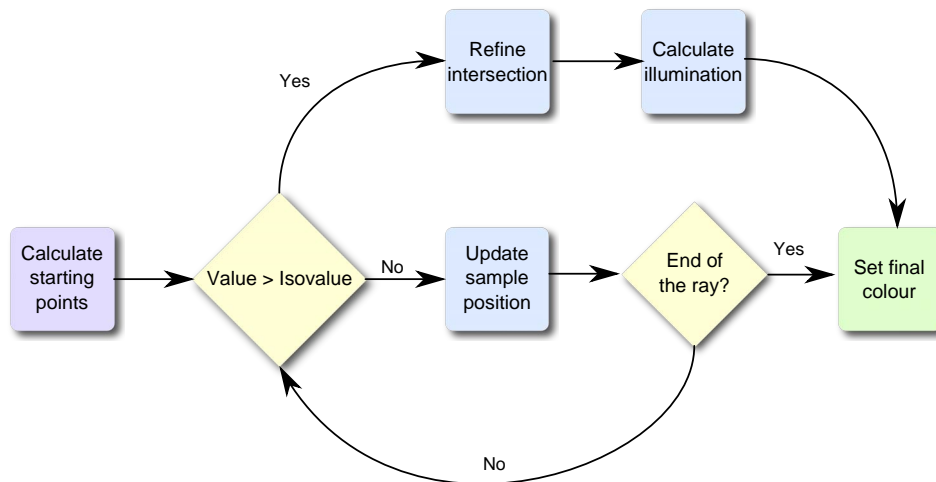 Refine
intersection
Calculate
illumination
Yes
Calculate
starting
points
Value > Isovalue
No
Update
sample
position
End of
the ray?
Yes
Set final
colour
No